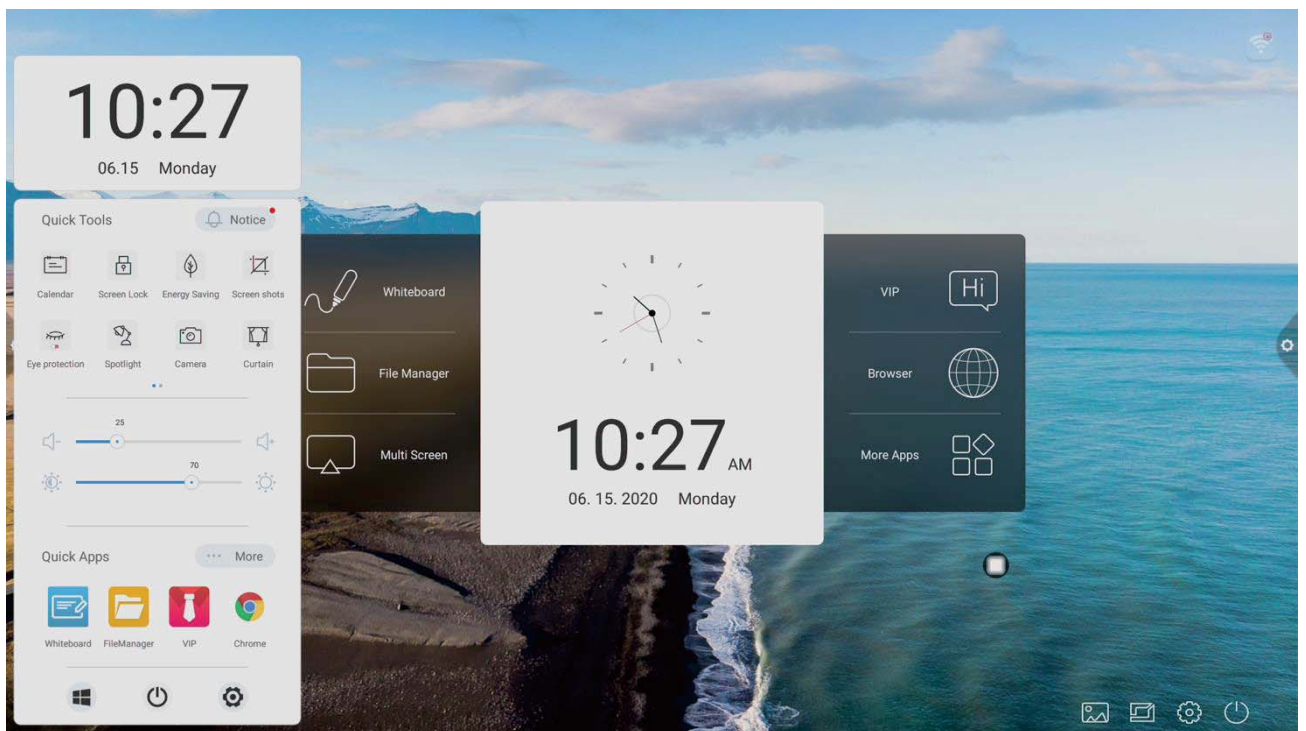 10:27
06.15 Monday
Quick Tools
Notice
Calendar
Screen Lock
Energy Saving
Screen shots
Eye protection
Spotlight
Camera
Curtain
25
70
Quick Apps
··· More
Whiteboard
FileManager
VIP
Chrome
Whiteboard
File Manager
Multi Screen
10:27 AM
06. 15. 2020 Monday
VIP
Hi
Browser
More Apps